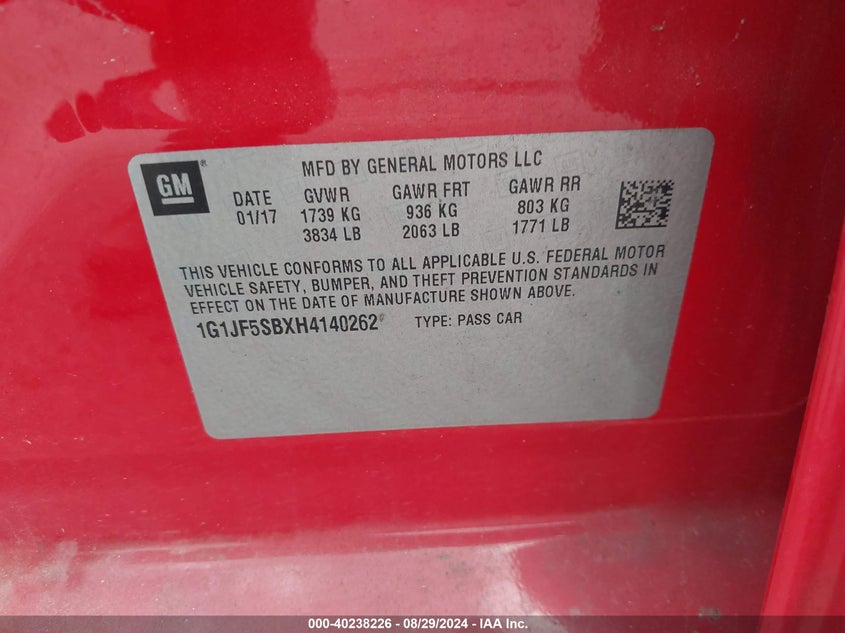 GM
MFD BY GENERAL MOTORS LLC
DATE GVWR GAWR FRT GAWR RR
01/17 1739 KG 936 KG 803 KG
3834 LB 2063 LB 1771 LB
THIS VEHICLE CONFORMS TO ALL APPLICABLE U.S. FEDERAL MOTOR
VEHICLE SAFETY, BUMPER, AND THEFT PREVENTION STANDARDS IN
EFFECT ON THE DATE OF MANUFACTURE SHOWN ABOVE.
1G1JF5SBXH4140262 TYPE: PASS CAR
000-40238226 - 08/29/2024 - IAA Inc.